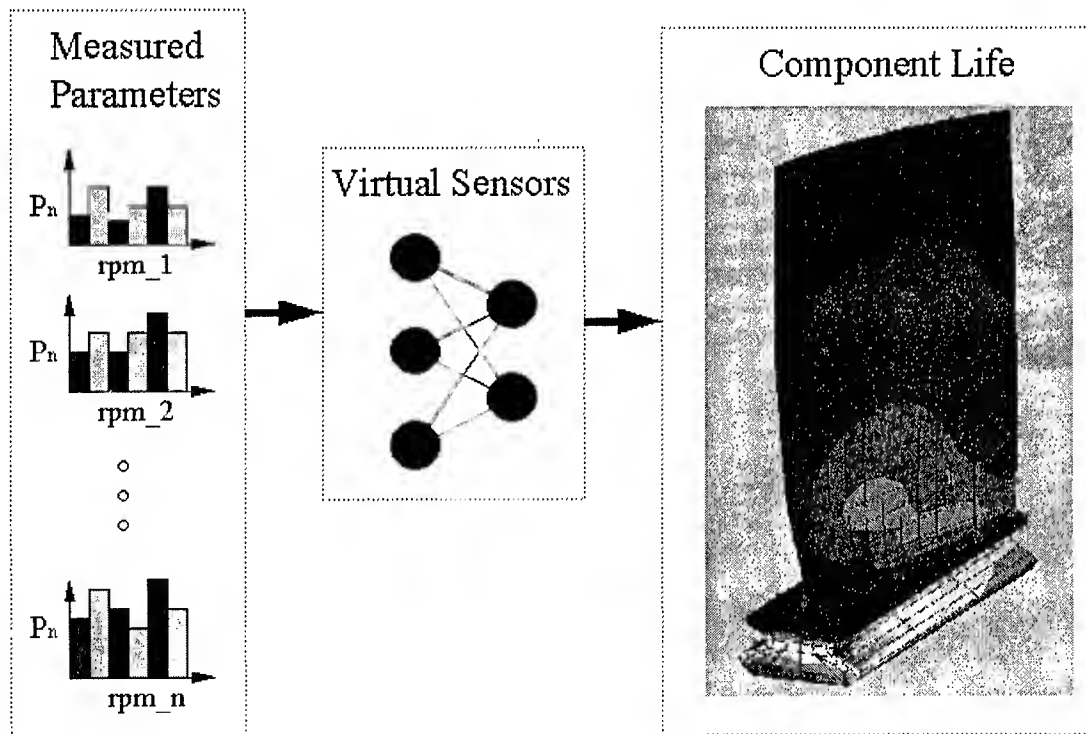 Measured
Parameters
Pn
rpm_1
Pn
rpm_2
Pn
rpm_n
Virtual Sensors
Component Life